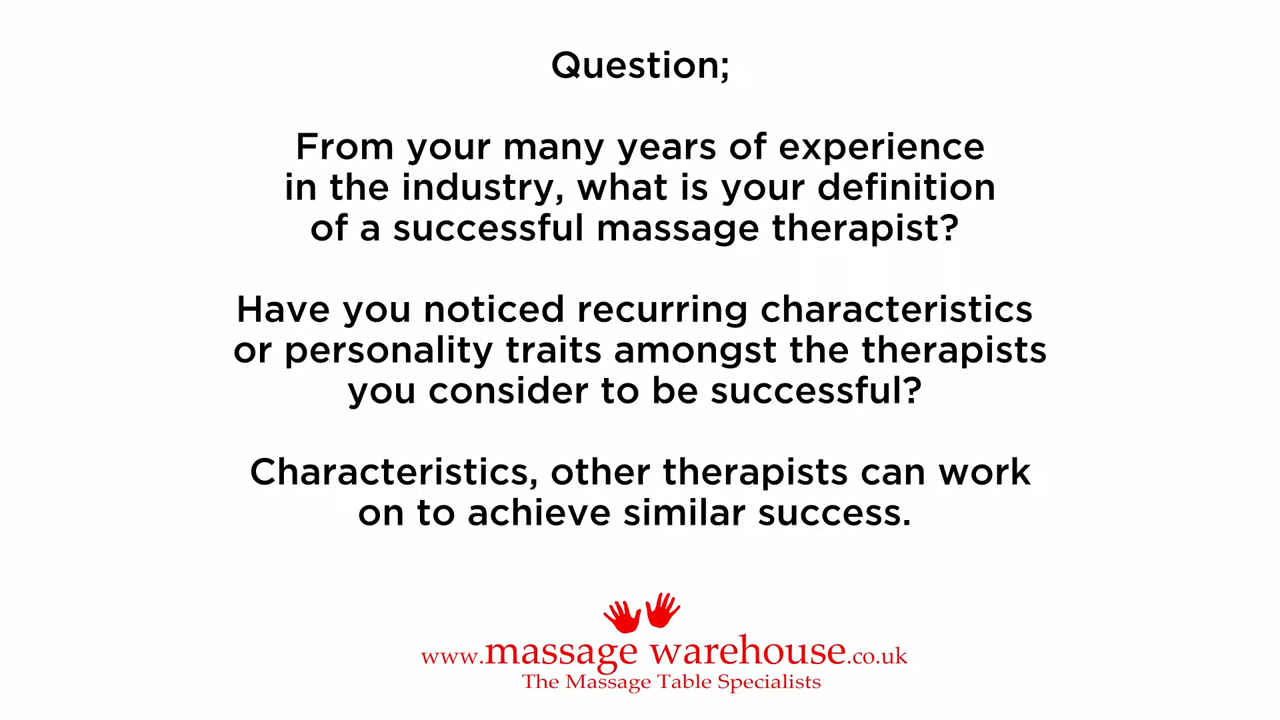 Question;
From your many years of experience
in the industry, what is your definition
of a successful massage therapist?
Have you noticed recurring characteristics
or personality traits amongst the therapists
you consider to be successful?
Characteristics, other therapists can work
on to achieve similar success.
www.massage warehouse.co.uk
The Massage Table Specialists